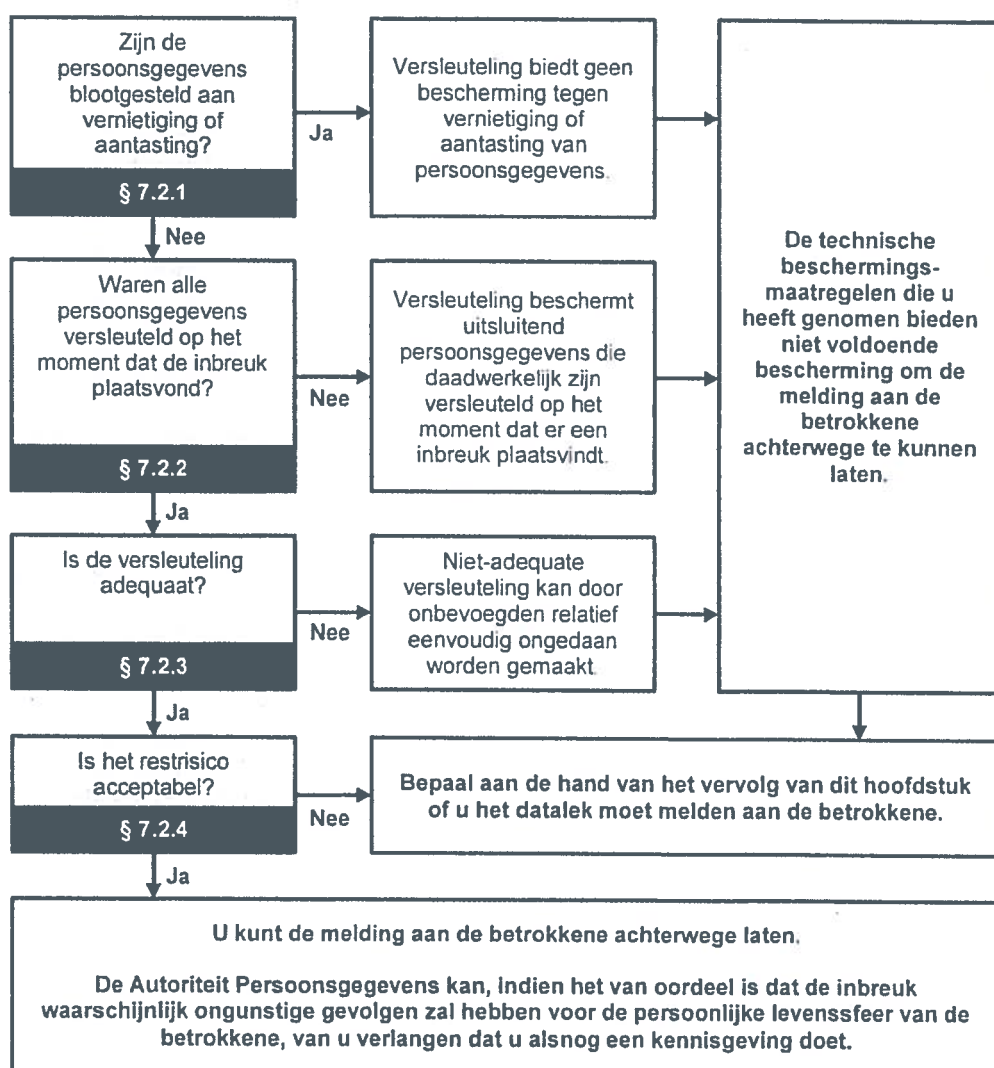 Zijn de
persoonsgegevens
blootgesteld aan
vernietiging of
aantasting?
§ 7.2.1
Ja
Versleuteling biedt geen
bescherming tegen
vernietiging of
aantasting van
persoonsgegevens.
Nee
Waren alle
persoonsgegevens
versleuteld op het
moment dat de inbreuk
plaatsvond?
§ 7.2.2
Nee
Versleuteling beschermt
uitsluitend
persoonsgegevens die
daadwerkelijk zijn
versleuteld op het
moment dat er een
inbreuk plaatsvindt.
Ja
Is de versleuteling
adequaat?
§ 7.2.3
Nee
Niet-adequate
versleuteling kan door
onbevoegden relatief
eenvoudig ongedaan
worden gemaakt.
De technische
beschermings-
maatregelen die u
heeft genomen bieden
niet voldoende
bescherming om de
melding aan de
betrokkene
achterwege te kunnen
laten.
Ja
Is het restrisico
acceptabel?
§ 7.2.4
Nee
Bepaal aan de hand van het vervolg van dit hoofdstuk
of u het datalek moet melden aan de betrokkene.
Ja
U kunt de melding aan de betrokkene achterwege laten.
De Autoriteit Persoonsgegevens kan, indien het van oordeel is dat de inbreuk
waarschijnlijk ongunstige gevolgen zal hebben voor de persoonlijke levenssfeer van de
betrokkene, van u verlangen dat u alsnog een kennisgeving doet.